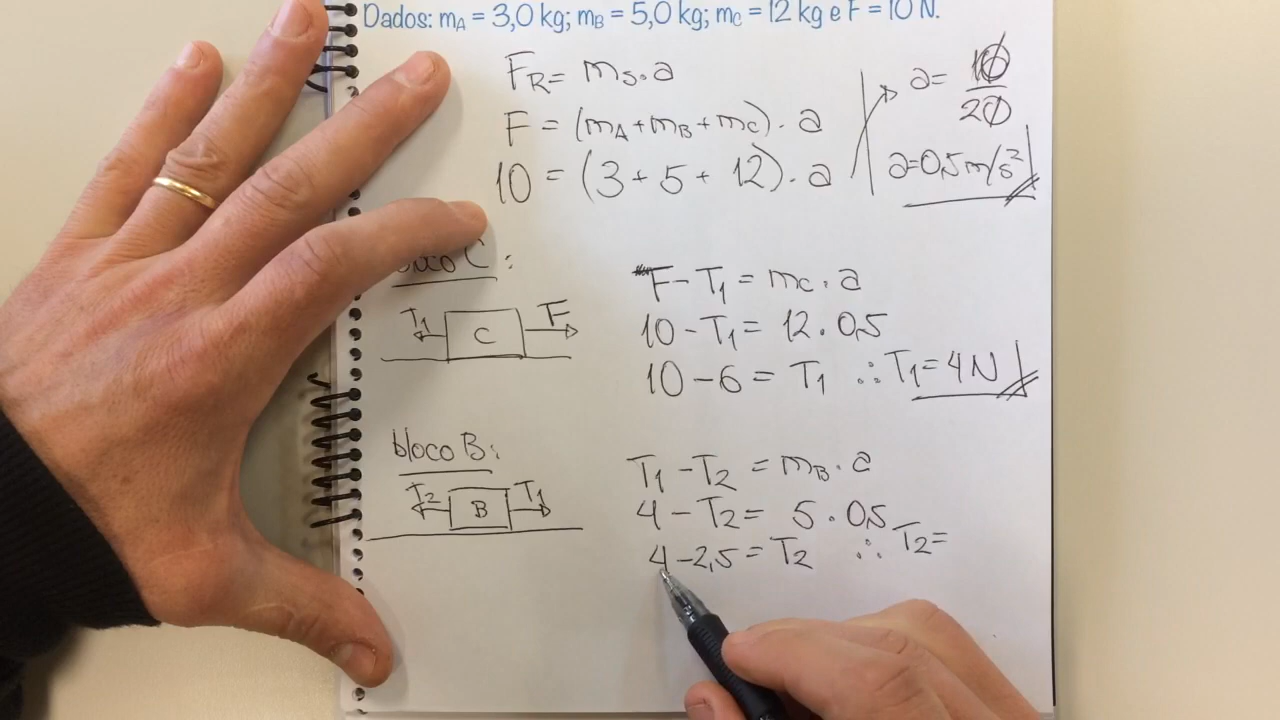 Dados: mA = 3,0 kg; mB = 5,0 kg; mC = 12 kg e F = 10 N.
FR = mS . a
F = (mA + mB + mC) . a
10 = (3 + 5 + 12) . a
a = 10/20
a = 0,5 m/s²
C:
T1 C F
F - T1 = mC . a
10 - T1 = 12 . 0,5
10 - 6 = T1 ∴ T1 = 4N
bloco B:
T2 B T1
T1 - T2 = mB . a
4 - T2 = 5 . 0,5
4 - 2,5 = T2 ∴ T2 =